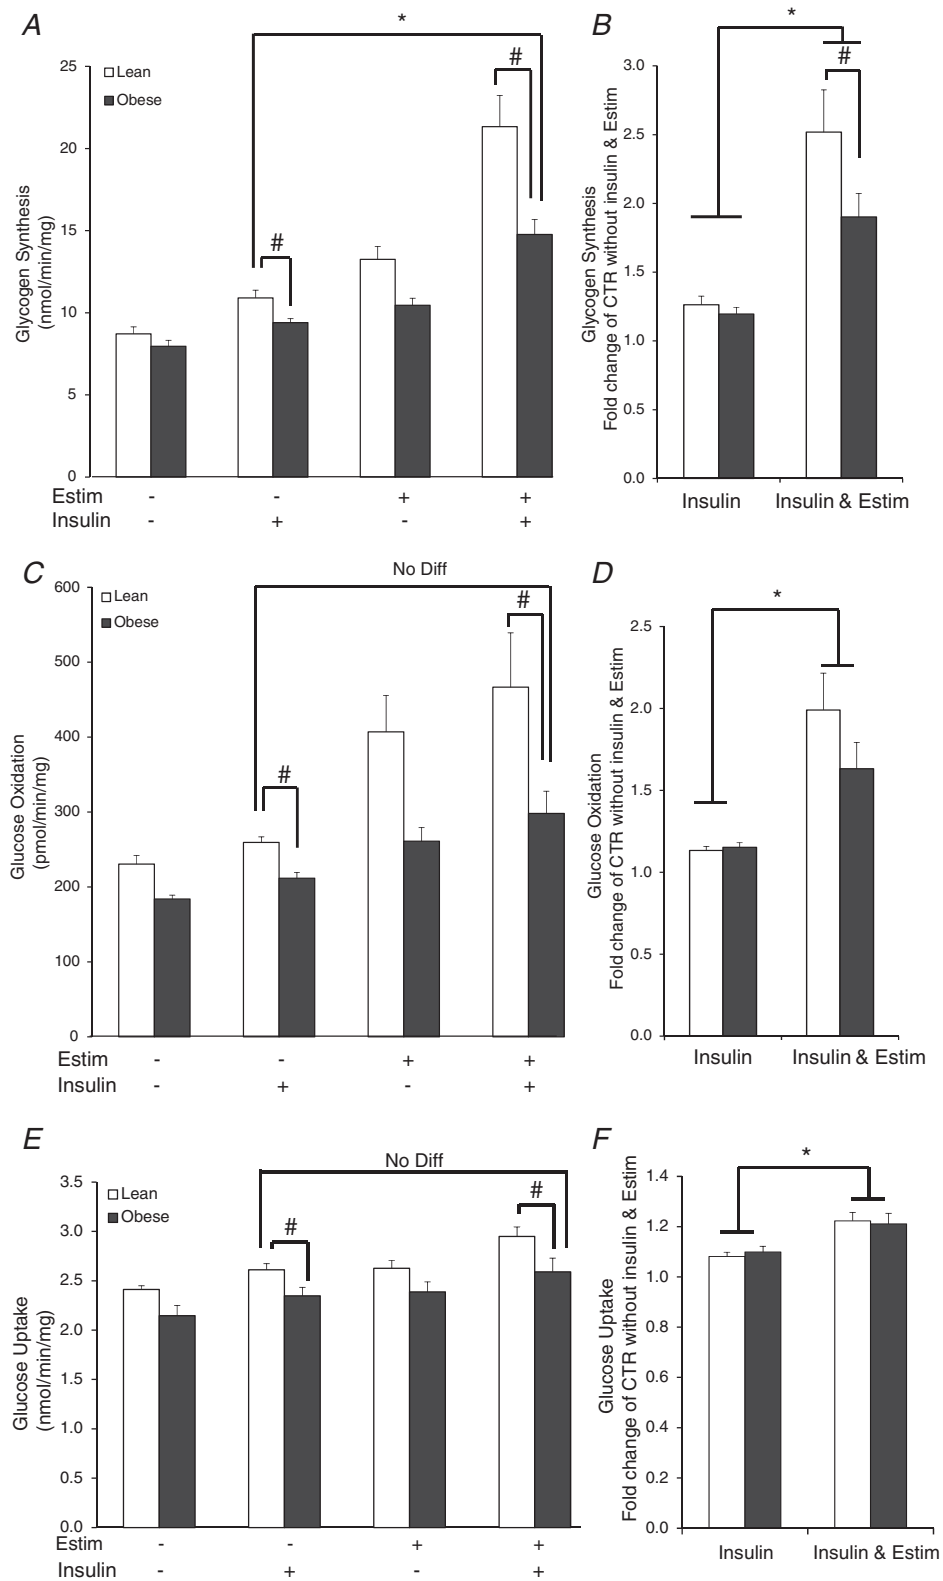 A
*
#
25
Lean
Obese
20
15
10
5
0
#
Glycogen Synthesis
(nmol/min/mg)
Estim - - + +
Insulin - + - +
B
*
#
3.0
2.5
2.0
1.5
1.0
0.5
0.0
Glycogen Synthesis
Fold change of CTR without insulin & Estim
Insulin Insulin & Estim
C
No Diff
600
Lean
Obese
#
500
400
300
200
100
0
#
Glucose Oxidation
(pmol/min/mg)
Estim - - + +
Insulin - + - +
D
*
2.5
2.0
1.5
1.0
0.5
0.0
Glucose Oxidation
Fold change of CTR without insulin & Estim
Insulin Insulin & Estim
E
No Diff
3.5
Lean
Obese
#
#
3.0
2.5
2.0
1.5
1.0
0.5
0.0
Glucose Uptake
(nmol/min/mg)
Estim - - + +
Insulin - + - +
F
*
1.4
1.2
1.0
0.8
0.6
0.4
0.2
0.0
Glucose Uptake
Fold change of CTR without insulin & Estim
Insulin Insulin & Estim